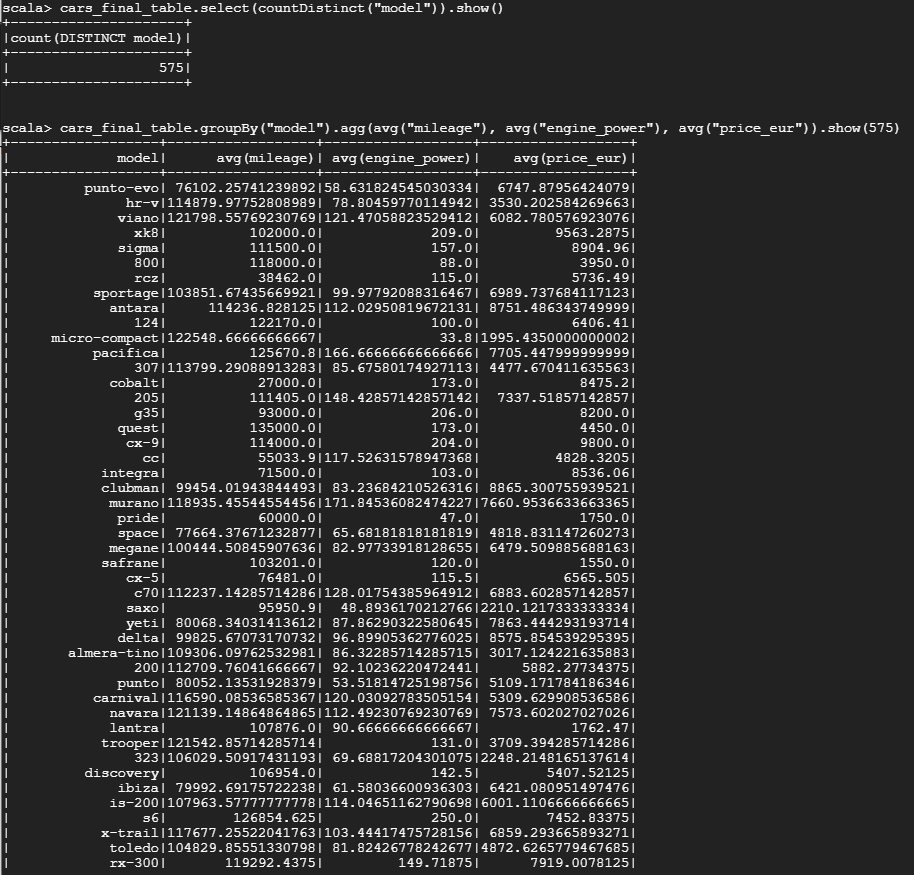 scala> cars_final_table.select(countDistinct("model")).show()
+---------------------+
|count(DISTINCT model)|
+---------------------+
|                  575|
+---------------------+
scala> cars_final_table.groupBy("model").agg(avg("mileage"), avg("engine_power"), avg("price_eur")).show(575)
+-------------------+------------------+------------------+------------------+
|              model|      avg(mileage)| avg(engine_power)|    avg(price_eur)|
+-------------------+------------------+------------------+------------------+
|          punto-evo| 76102.25741239892|58.631824545030334|  6747.87956424079|
|               hr-v|114879.97752808989| 78.80459770114942| 3530.202584269663|
|              viano|121798.55769230769|121.47058823529412| 6082.780576923076|
|                xk8|          102000.0|             209.0|         9563.2875|
|              sigma|          111500.0|             157.0|           8904.96|
|                800|          118000.0|              88.0|            3950.0|
|                rcz|           38462.0|             115.0|           5736.49|
|           sportage|103851.67435669921| 99.97792088316467| 6989.737684117123|
|             antara|     114236.828125|112.02950819672131| 8751.486343749999|
|                124|          122170.0|             100.0|           6406.41|
|      micro-compact|122548.66666666667|              33.8|1995.4350000000002|
|           pacifica|          125670.8|166.66666666666666| 7705.447999999999|
|                307|113799.29088913283| 85.67580174927113| 4477.670411635563|
|             cobalt|           27000.0|             173.0|            8475.2|
|                205|          111405.0|148.42857142857142|  7337.51857142857|
|                g35|           93000.0|             206.0|            8200.0|
|              quest|          135000.0|             173.0|            4450.0|
|               cx-9|          114000.0|             204.0|            9800.0|
|                 cc|           55033.9|117.52631578947368|         4828.3205|
|            integra|           71500.0|             103.0|           8536.06|
|            clubman| 99454.01943844493| 83.23684210526316| 8865.300755939521|
|             murano|118935.45544554456|171.84536082474227|7660.9536633663365|
|              pride|           60000.0|              47.0|            1750.0|
|              space| 77664.37671232877| 65.68181818181819| 4818.831147260273|
|             megane|100444.50845907636| 82.97733918128655| 6479.509885688163|
|            safrane|          103201.0|             120.0|            1550.0|
|               cx-5|           76481.0|             115.5|          6565.505|
|                c70|112237.14285714286|128.01754385964912| 6883.602857142857|
|               saxo|           95950.9|  48.8936170212766|2210.1217333333334|
|               yeti| 80068.34031413612| 87.86290322580645| 7863.444293193714|
|              delta| 99825.67073170732| 96.89905362776025| 8575.854539295395|
|        almera-tino|109306.09762532981| 86.32285714285715| 3017.124221635883|
|                200|112709.76041666667| 92.10236220472441|     5882.27734375|
|              punto| 80052.13531928379| 53.51814725198756| 5109.171784186346|
|           carnival|116590.08536585367|120.03092783505154| 5309.629908536586|
|             navara|121139.14864864865|112.49230769230769| 7573.602027027026|
|             lantra|          107876.0| 90.66666666666667|           1762.47|
|            trooper|121542.85714285714|             131.0| 3709.394285714286|
|                323|106029.50917431193| 69.68817204301075|2248.2148165137614|
|          discovery|          106954.0|             142.5|        5407.52125|
|              ibiza| 79992.69175722238| 61.58036600936303| 6421.080951497476|
|             is-200|107963.57777777778|114.04651162790698|6001.1106666666665|
|                 s6|        126854.625|             250.0|        7452.83375|
|            x-trail|117677.25522041763|103.44417475728156| 6859.293665893271|
|             toledo|104829.85551330798| 81.82426778242677|4872.6265779467685|
|             rx-300|       119292.4375|         149.71875|      7919.0078125|